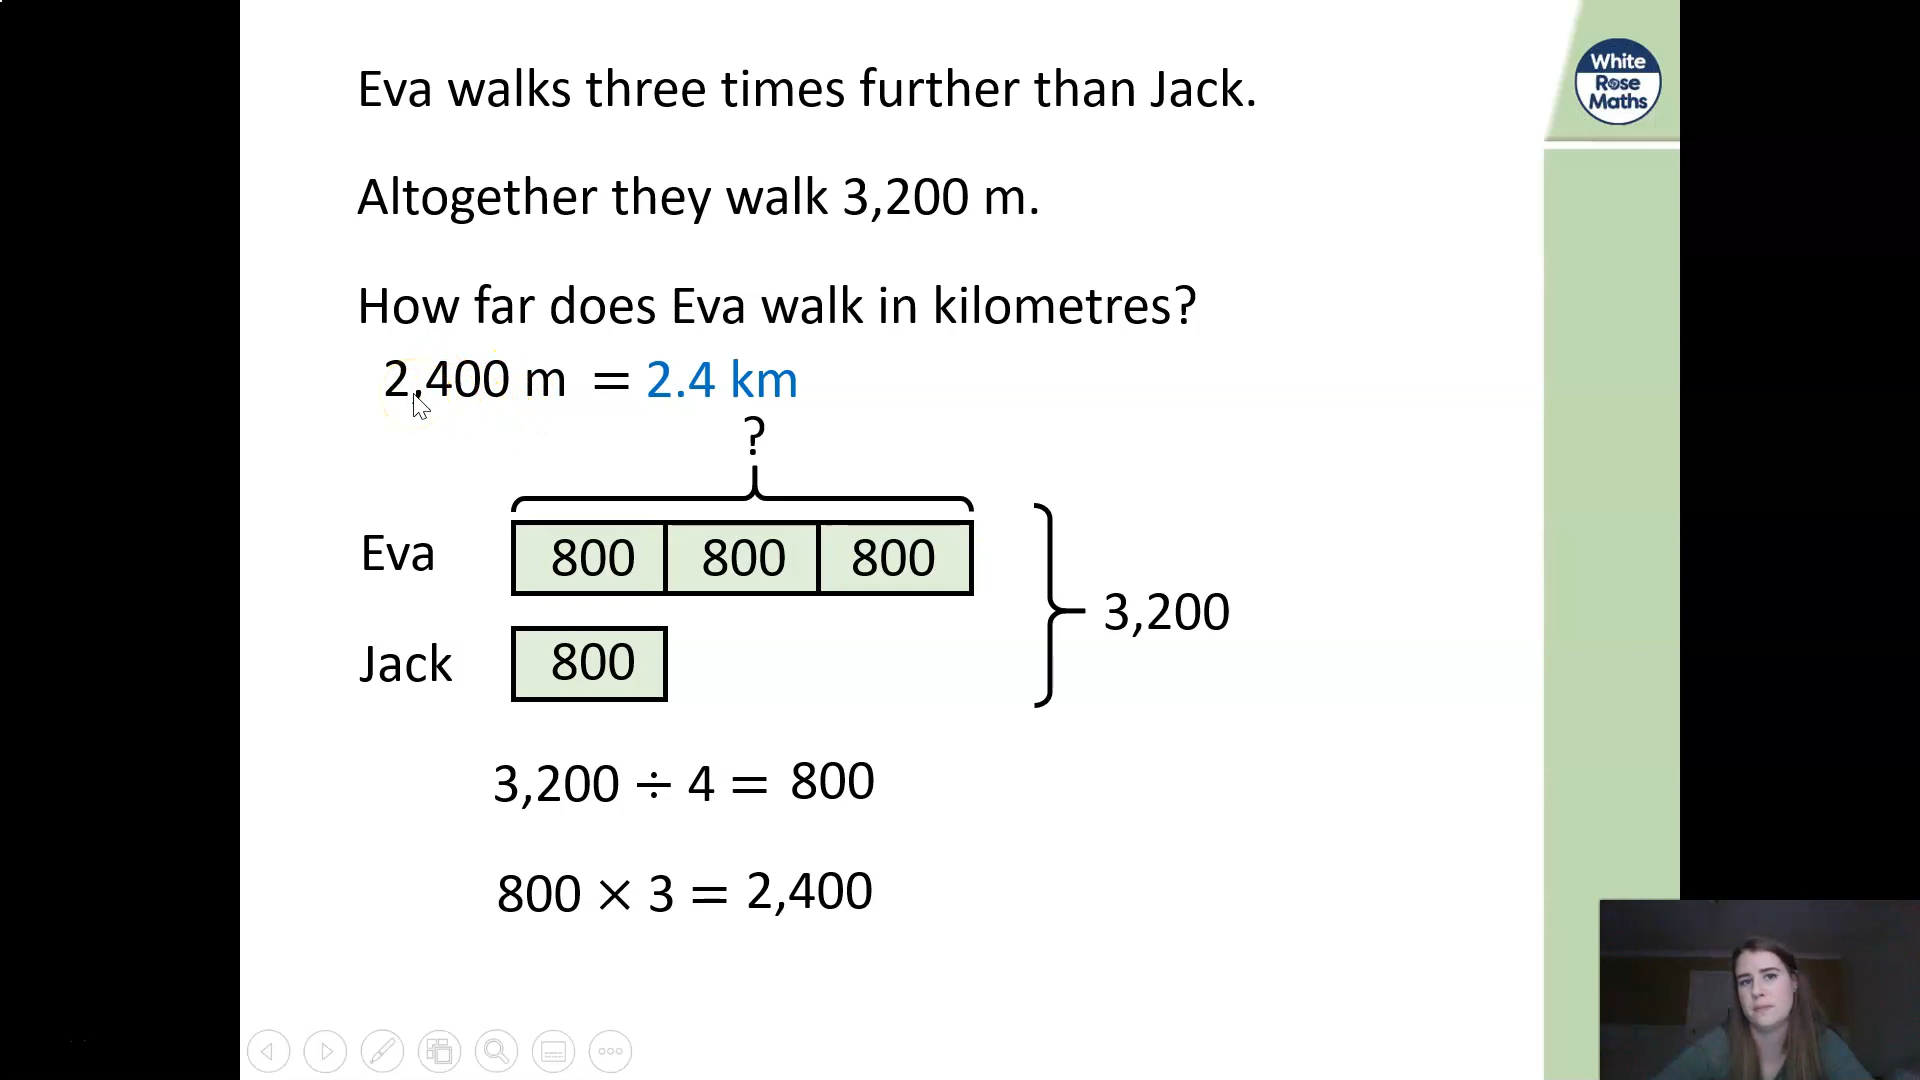 Eva walks three times further than Jack.
White
Rose
Maths
Altogether they walk 3,200 m.
How far does Eva walk in kilometres?
2,400 m = 2.4 km
?
Eva 800 800 800
3,200
Jack 800
3,200 ÷ 4 = 800
800 × 3 = 2,400